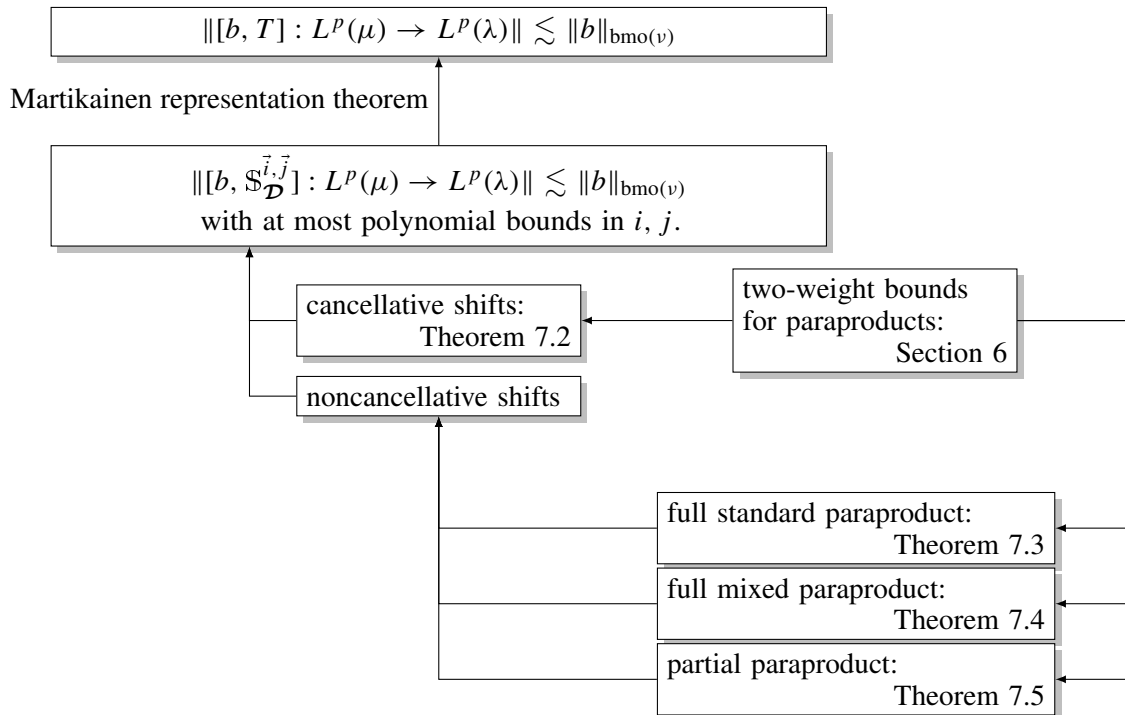 ‖[b, T] : L^p(μ) → L^p(λ)‖ ≲ ‖b‖_{bmo(ν)}
Martikainen representation theorem
‖[b, 𝕊_𝓓^{\vec{i},\vec{j}}] : L^p(μ) → L^p(λ)‖ ≲ ‖b‖_{bmo(ν)}
with at most polynomial bounds in i, j.
cancellative shifts:
Theorem 7.2
two-weight bounds
for paraproducts:
Section 6
noncancellative shifts
full standard paraproduct:
Theorem 7.3
full mixed paraproduct:
Theorem 7.4
partial paraproduct:
Theorem 7.5